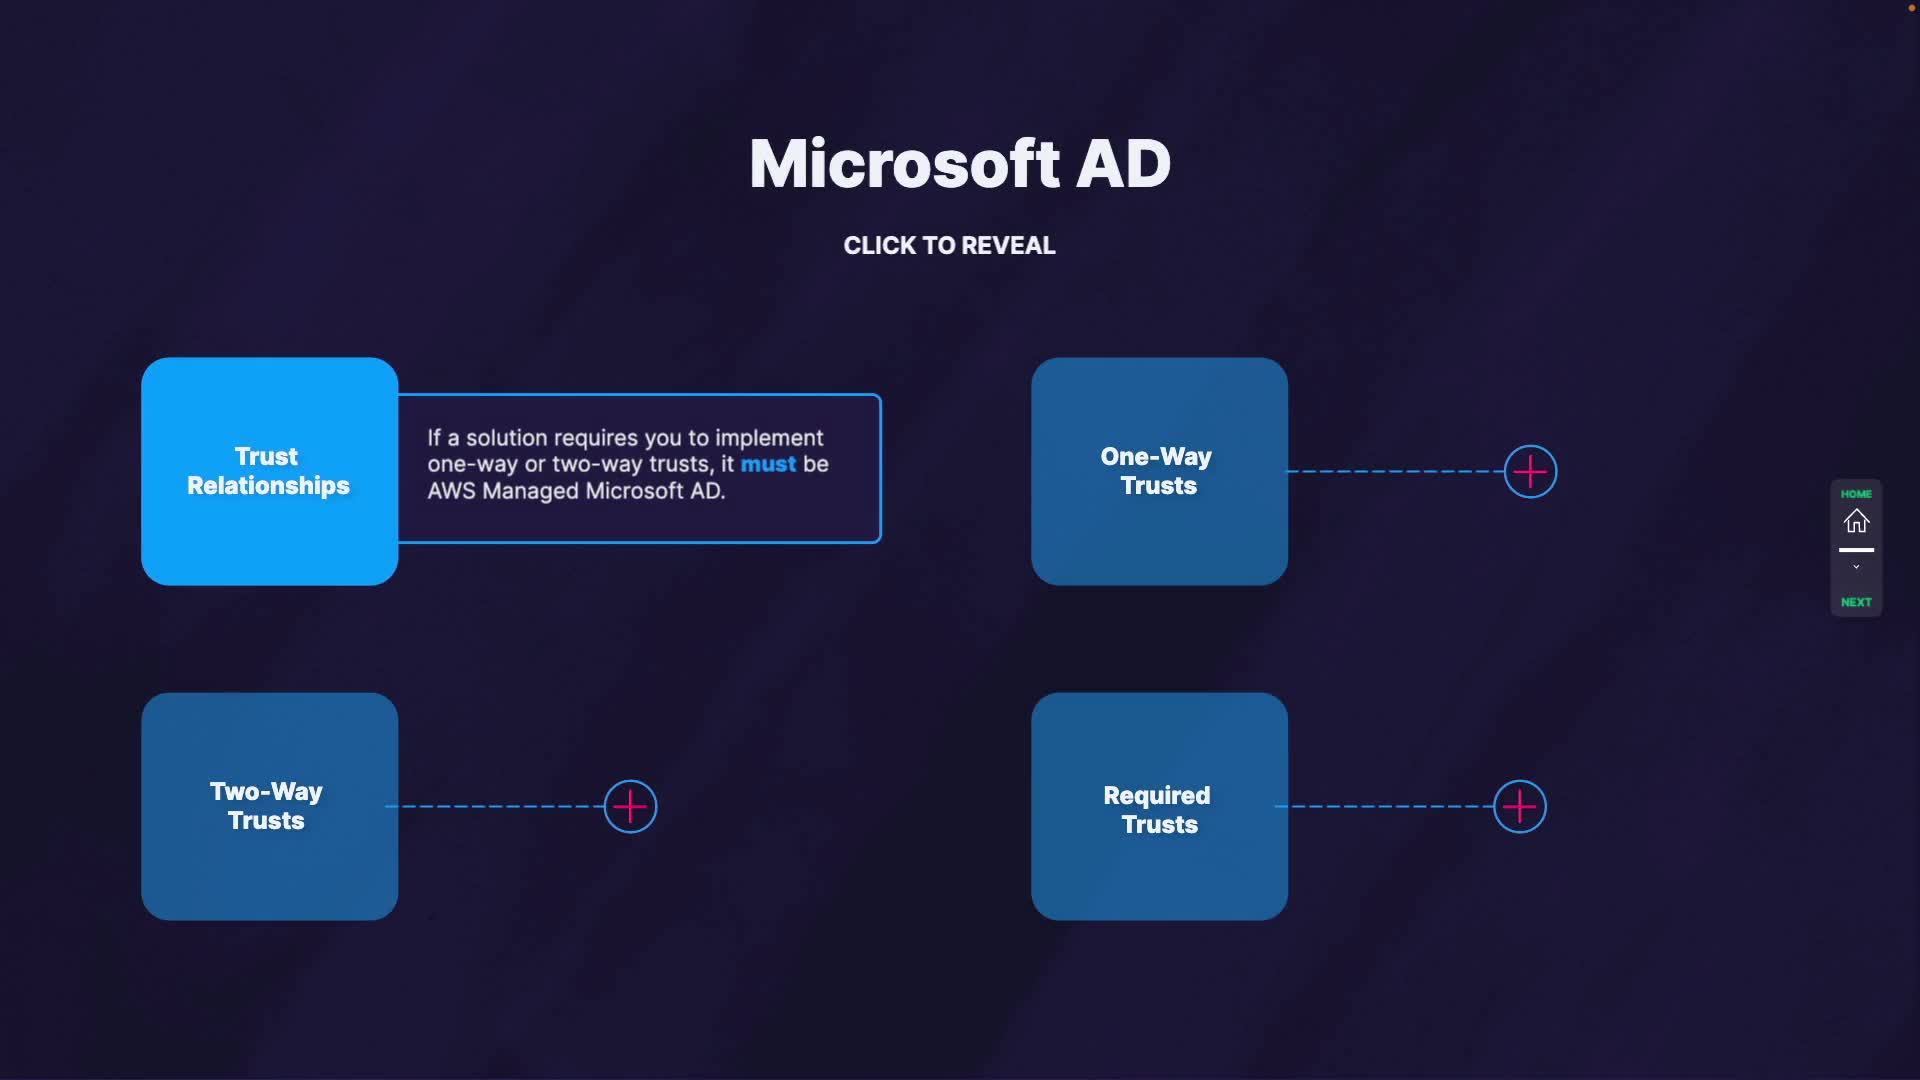 Microsoft AD
CLICK TO REVEAL
Trust
Relationships
If a solution requires you to implement
one-way or two-way trusts, it must be
AWS Managed Microsoft AD.
One-Way
Trusts
Two-Way
Trusts
Required
Trusts
HOME
NEXT